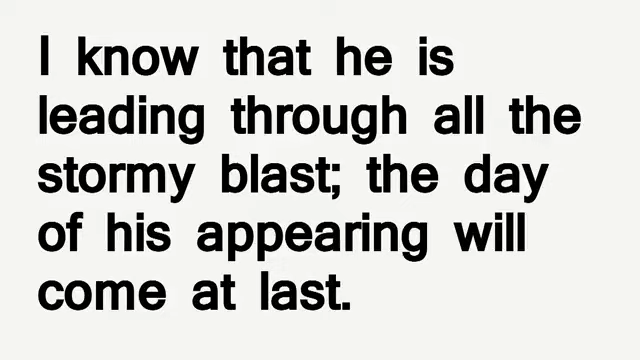 I know that he is
leading through all the
stormy blast; the day
of his appearing will
come at last.